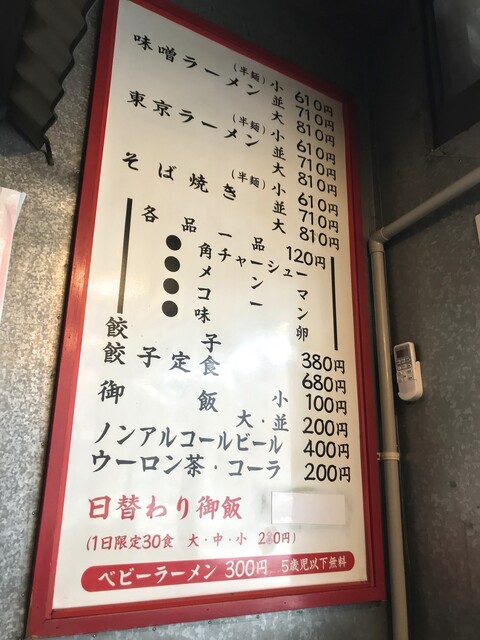 味噌ラーメン (半麺)小 610円
並 710円
大 810円
東京ラーメン (半麺)小 610円
並 710円
大 810円
そば焼き (半麺)小 610円
並 710円
大 810円
各品一品 120円
●角チャーシュー
●メンマ
●コーン
●味卵
餃子 380円
餃子定食 680円
御飯 小 100円
大・並 200円
ノンアルコールビール 400円
ウーロン茶・コーラ 200円
日替わり御飯
(1日限定30食 大・中・小 280円)
ベビーラーメン 300円 5歳児以下無料